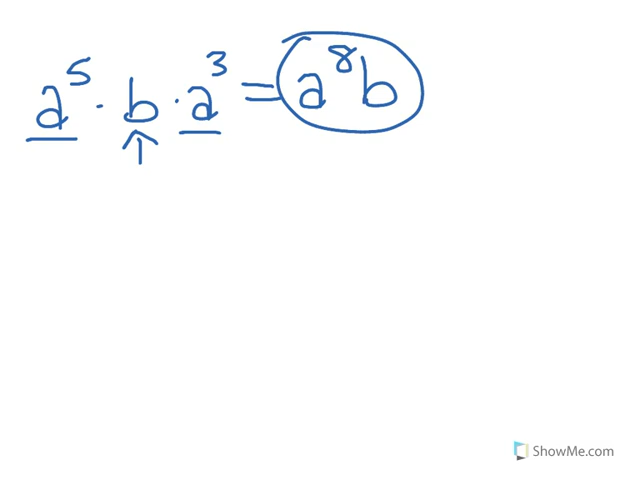 a⁵ · b · a³ = a⁸b
ShowMe.com